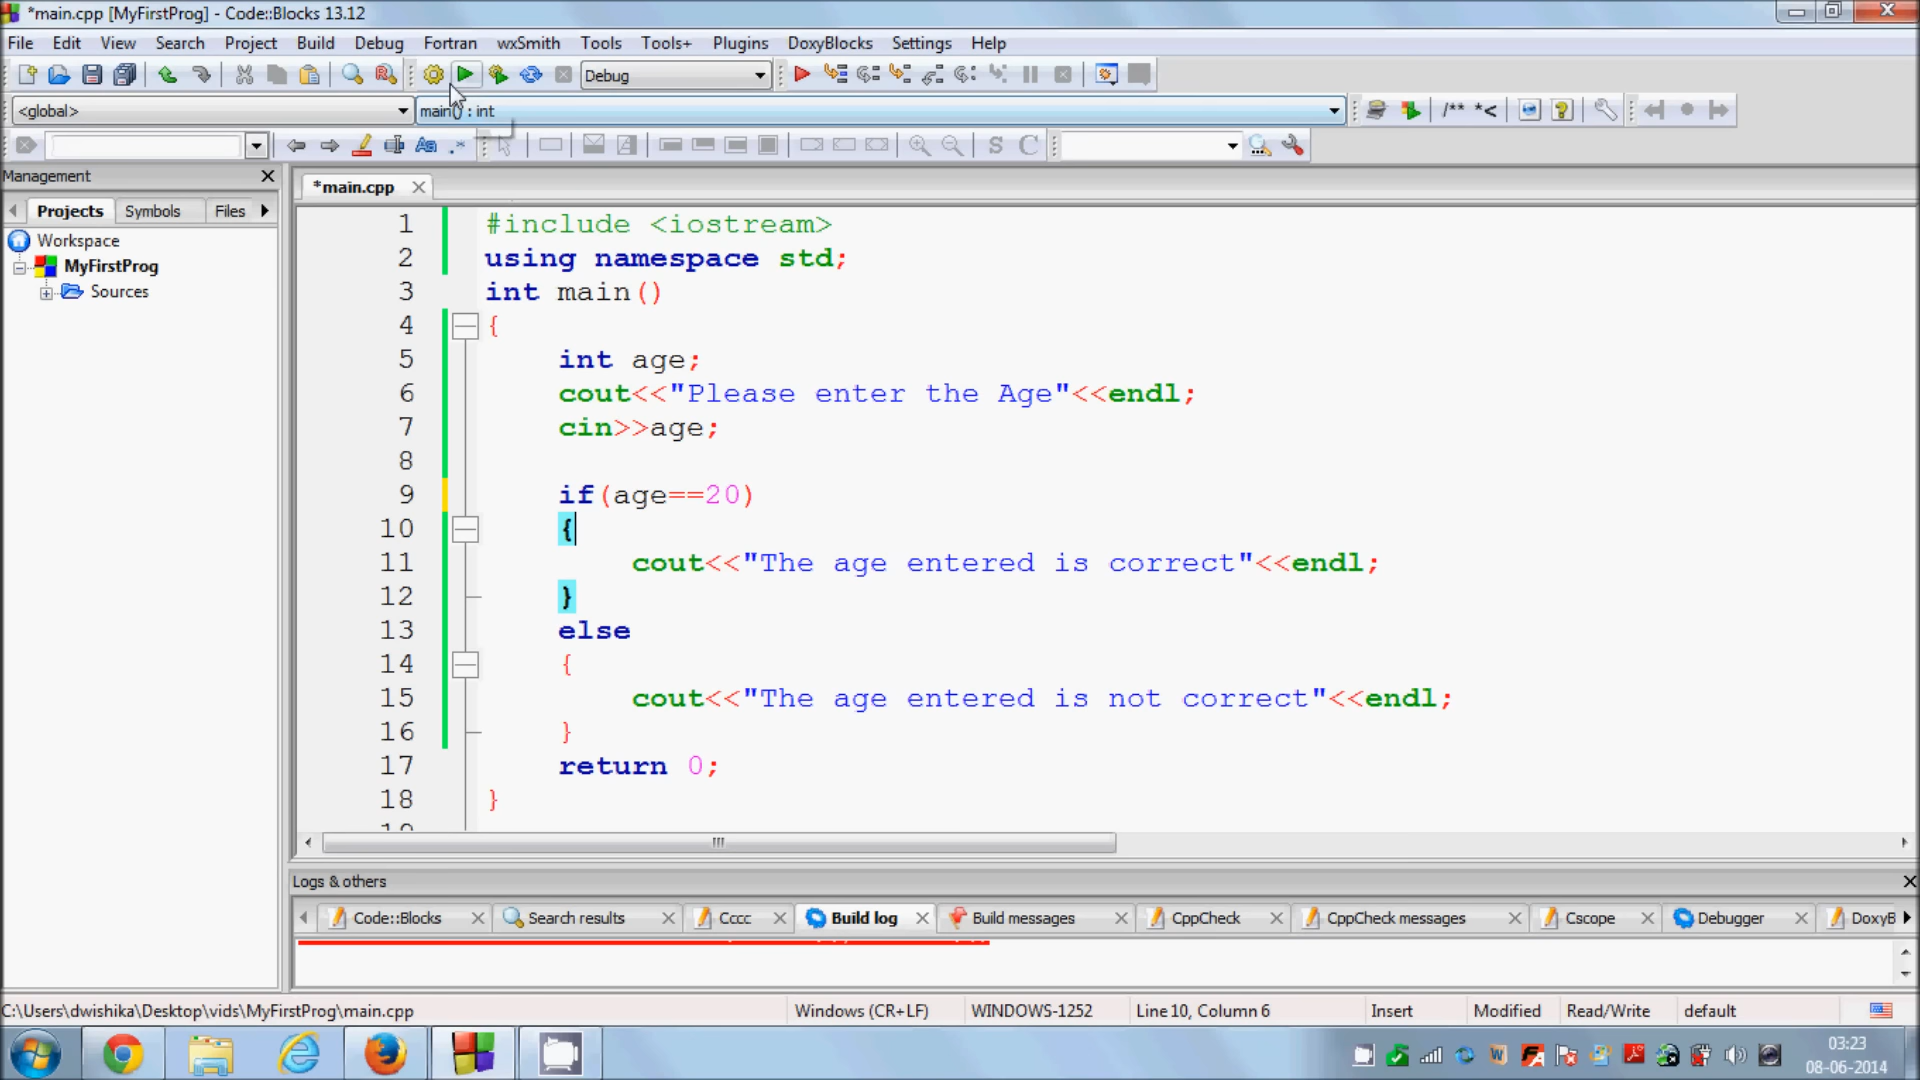 *main.cpp [MyFirstProg] - Code::Blocks 13.12
File Edit View Search Project Build Debug Fortran wxSmith Tools Tools+ Plugins DoxyBlocks Settings Help
Debug
<global> main() : int /** *<
Management
*main.cpp
Projects Symbols Files
Workspace
MyFirstProg
Sources
1 #include <iostream>
2 using namespace std;
3 int main()
4 {
5 int age;
6 cout<<"Please enter the Age"<<endl;
7 cin>>age;
8
9 if(age==20)
10 {
11 cout<<"The age entered is correct"<<endl;
12 }
13 else
14 {
15 cout<<"The age entered is not correct"<<endl;
16 }
17 return 0;
18 }
Logs & others
Code::Blocks Search results Cccc Build log Build messages CppCheck CppCheck messages Cscope Debugger DoxyB
C:\Users\dwishika\Desktop\vids\MyFirstProg\main.cpp Windows (CR+LF) WINDOWS-1252 Line 10, Column 6 Insert Modified Read/Write default
03:23
08-06-2014